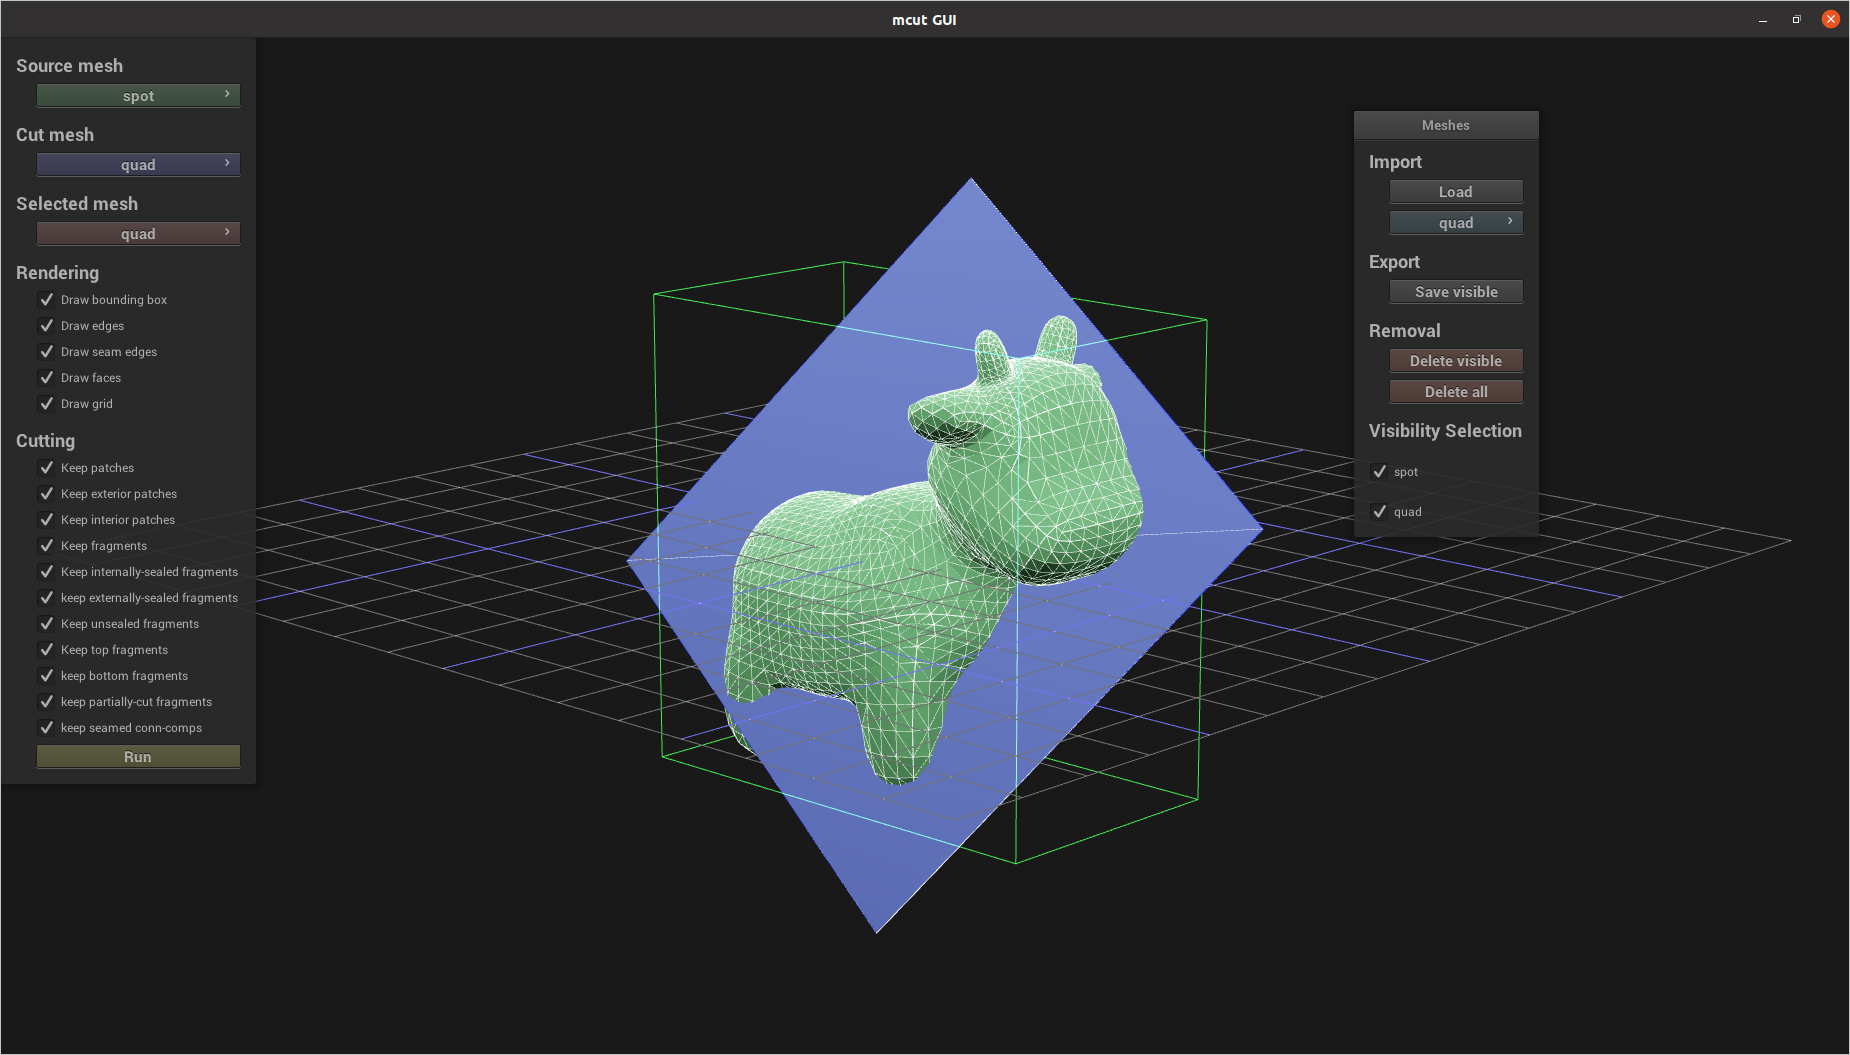 mcut GUI
Source mesh
spot
Cut mesh
quad
Selected mesh
quad
Rendering
Draw bounding box
Draw edges
Draw seam edges
Draw faces
Draw grid
Cutting
Keep patches
Keep exterior patches
Keep interior patches
Keep fragments
Keep internally-sealed fragments
keep externally-sealed fragments
Keep unsealed fragments
Keep top fragments
keep bottom fragments
keep partially-cut fragments
keep seamed conn-comps
Run
Meshes
Import
Load
quad
Export
Save visible
Removal
Delete visible
Delete all
Visibility Selection
spot
quad